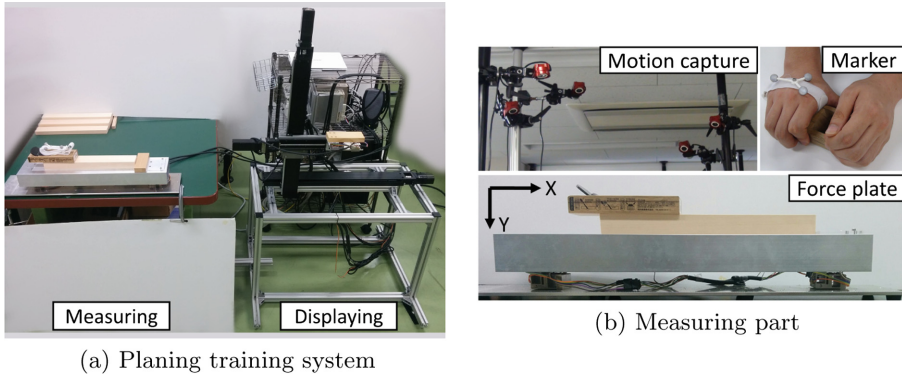 Measuring
Displaying
(a) Planing training system
Motion capture
Marker
Force plate
X
Y
(b) Measuring part